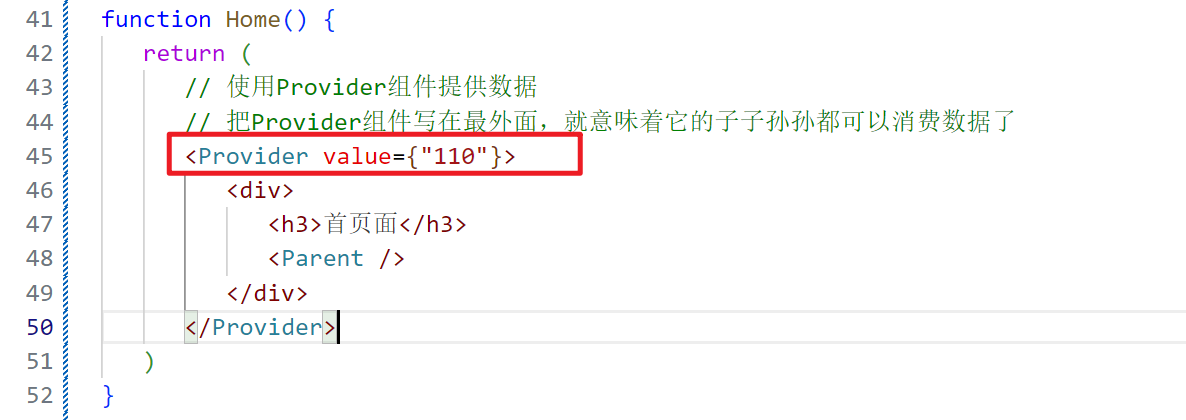 41 function Home() {
42 return (
43 // 使用Provider组件提供数据
44 // 把Provider组件写在最外面，就意味着它的子子孙孙都可以消费数据了
45 <Provider value={"110"}>
46 <div>
47 <h3>首页面</h3>
48 <Parent />
49 </div>
50 </Provider>
51 )
52 }